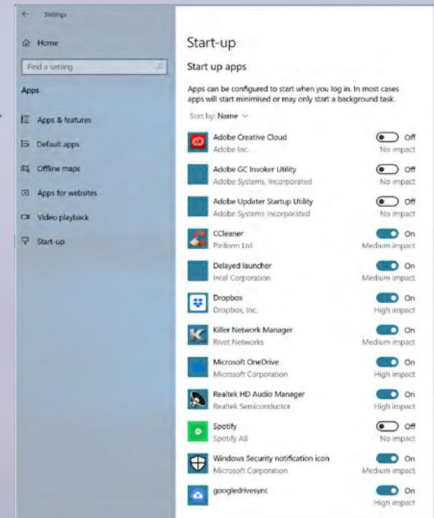 Settings
Home
Find a setting
Apps
Apps & features
Default apps
Offline maps
Apps for websites
Video playback
Start-up
Start-up
Start up apps
Apps can be configured to start when you log in. In most cases
apps will start minimised or may only start a background task.
Sort by: Name
Adobe Creative Cloud
Off
Adobe Inc.
No impact
Adobe GC Invoker Utility
Off
Adobe Systems, Incorporated
No impact
Adobe Updater Startup Utility
Off
Adobe Systems Incorporated
No impact
CCleaner
On
Piriform Ltd
Medium impact
Delayed launcher
On
Intel Corporation
Medium impact
Dropbox
On
Dropbox, Inc.
High impact
Killer Network Manager
On
Rivet Networks
Medium impact
Microsoft OneDrive
On
Microsoft Corporation
High impact
Realtek HD Audio Manager
On
Realtek Semiconductor
High impact
Spotify
Off
Spotify AB
No impact
Windows Security notification icon
On
Microsoft Corporation
Medium impact
googledrivesync
On
High impact